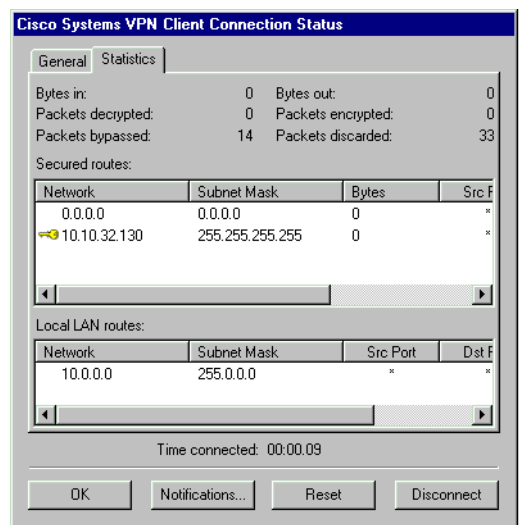 Cisco Systems VPN Client Connection Status
General Statistics
Bytes in: 0 Bytes out: 0
Packets decrypted: 0 Packets encrypted: 0
Packets bypassed: 14 Packets discarded: 33
Secured routes:
Network Subnet Mask Bytes Src
0.0.0.0 0.0.0.0 0 *
10.10.32.130 255.255.255.255 0 *
Local LAN routes:
Network Subnet Mask Src Port Dst
10.0.0.0 255.0.0.0 * *
Time connected: 00:00.09
OK Notifications... Reset Disconnect